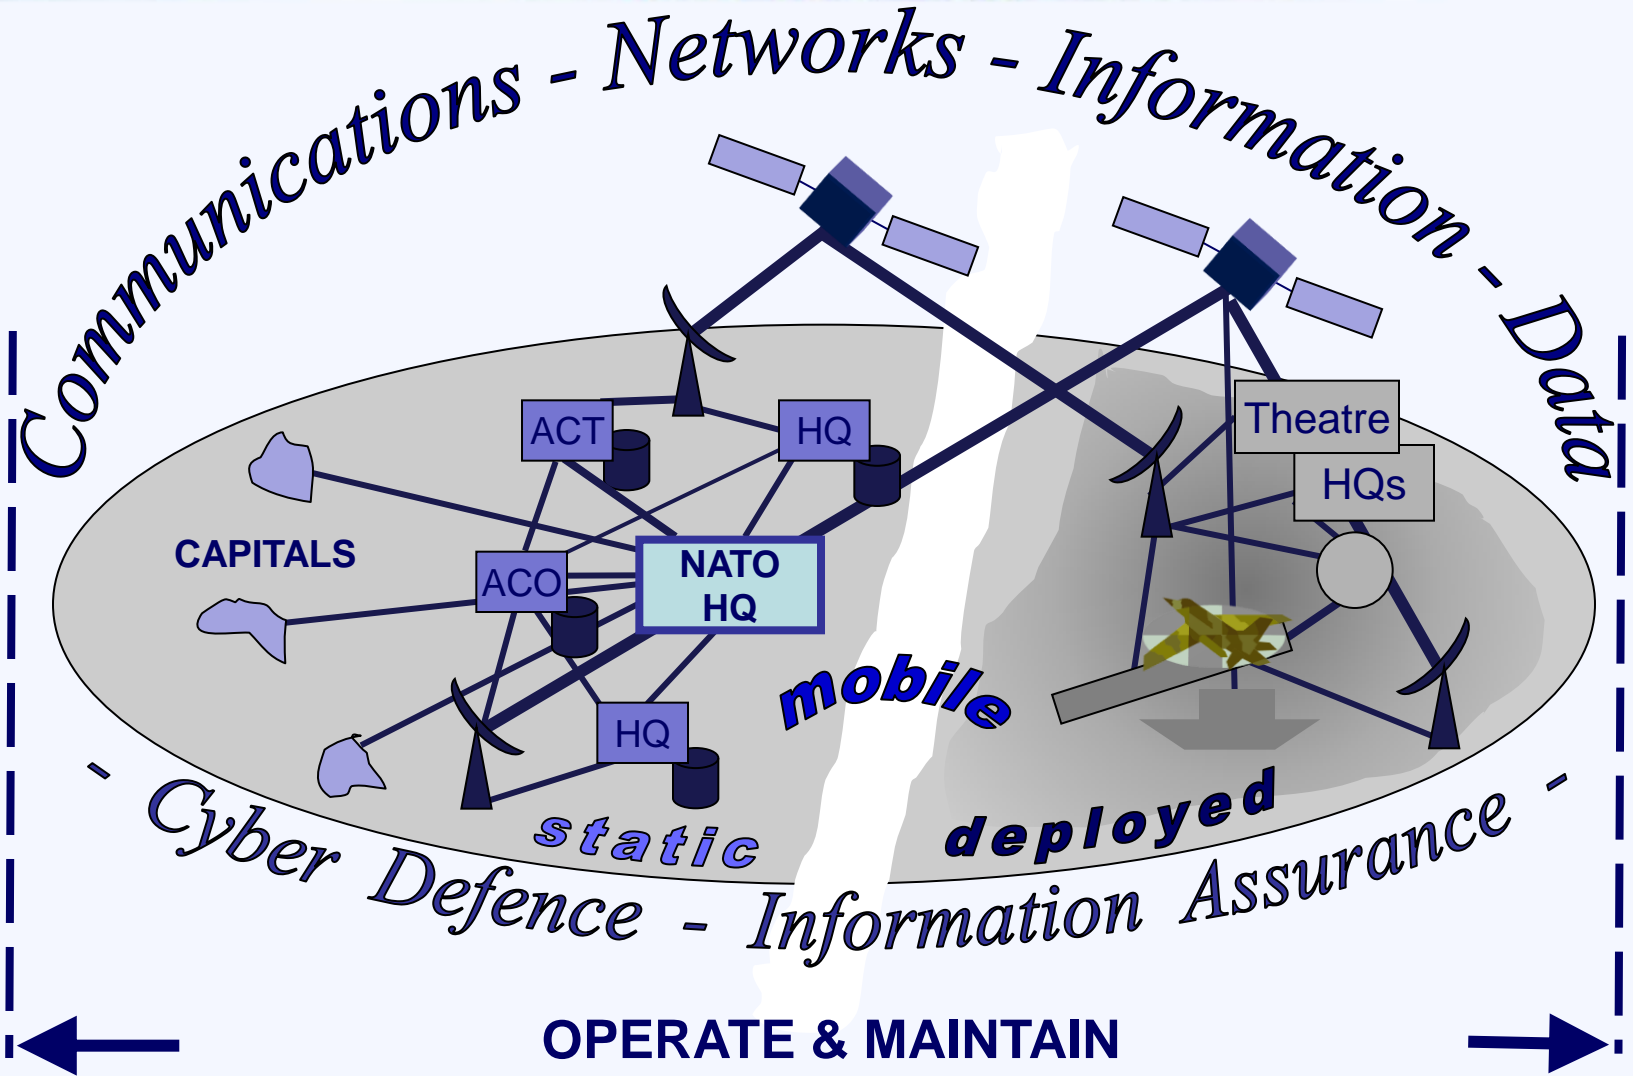 Communications - Networks - Information - Data
ACT
HQ
Theatre
HQs
CAPITALS
ACO
NATO
HQ
HQ
mobile
static
deployed
- Cyber Defence - Information Assurance -
OPERATE & MAINTAIN